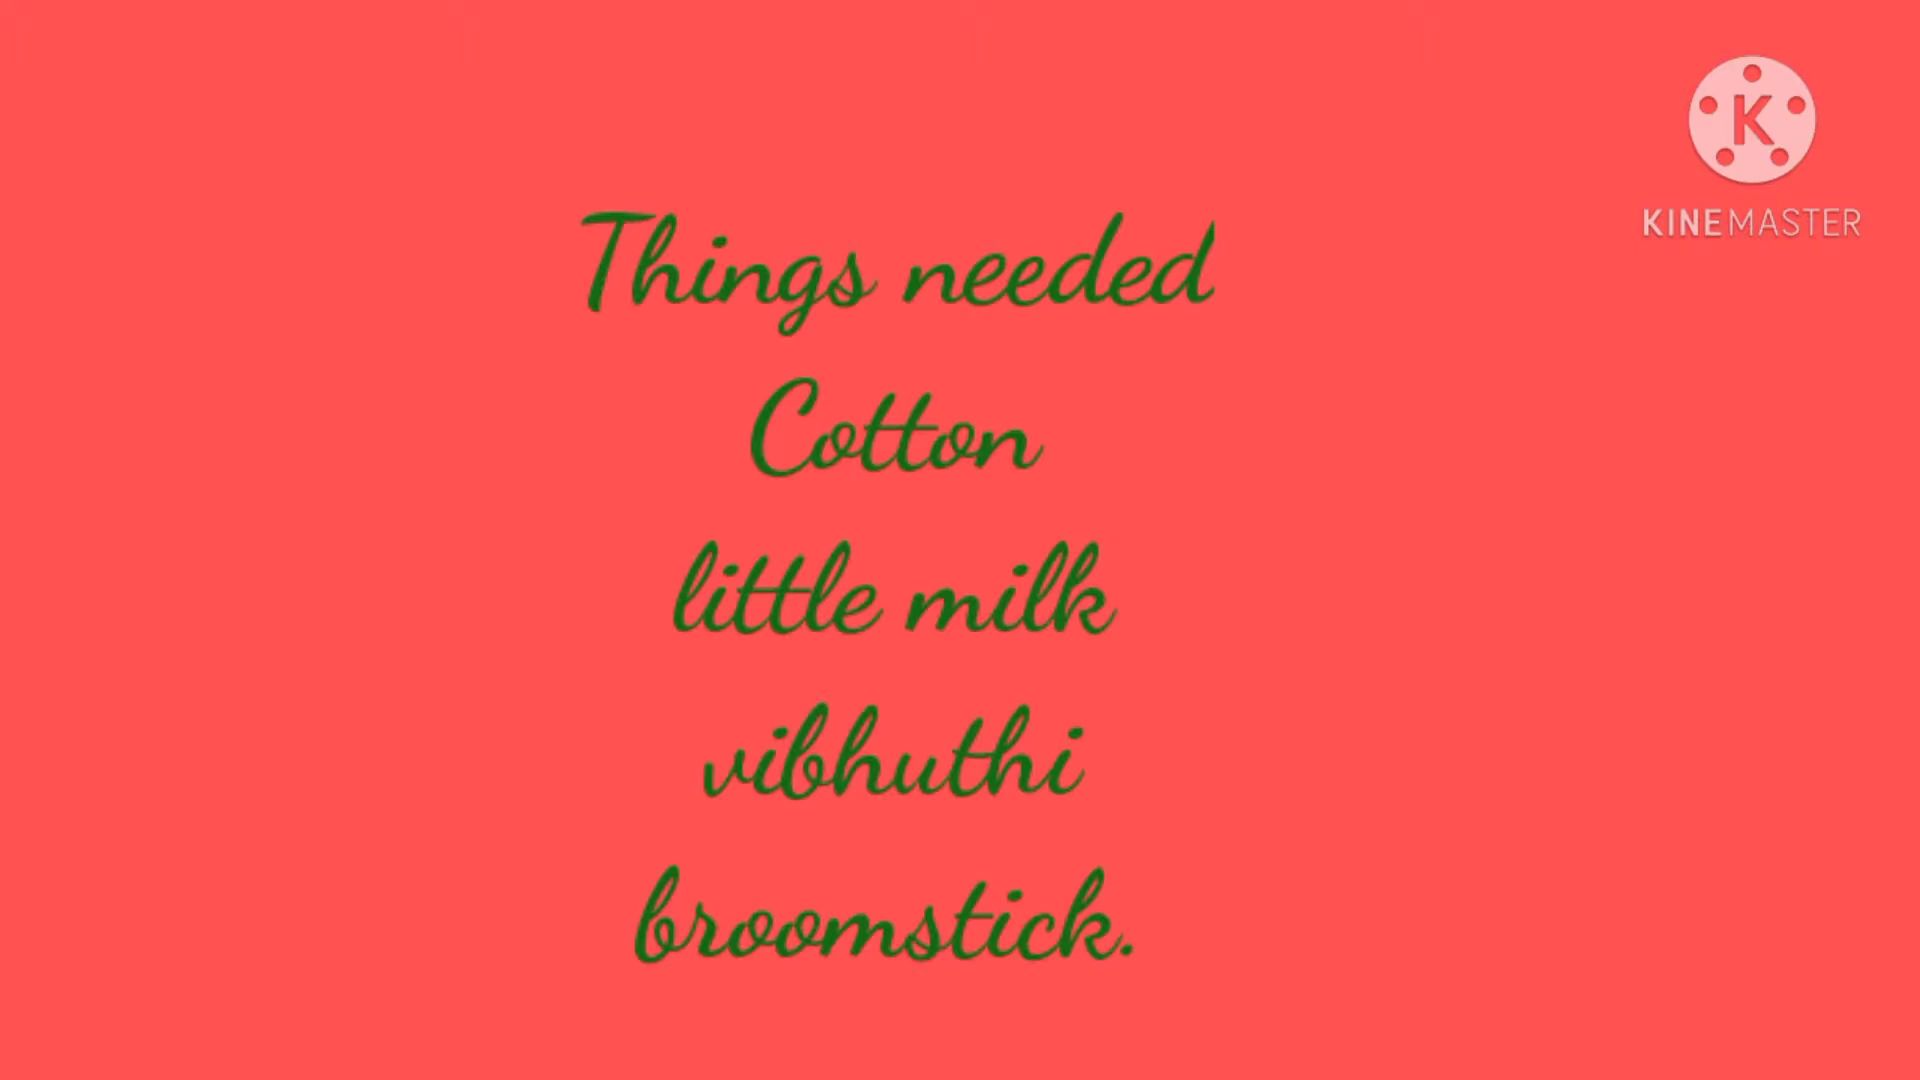 K
KINEMASTER
Things needed
Cotton
little milk
vibhuthi
broomstick.